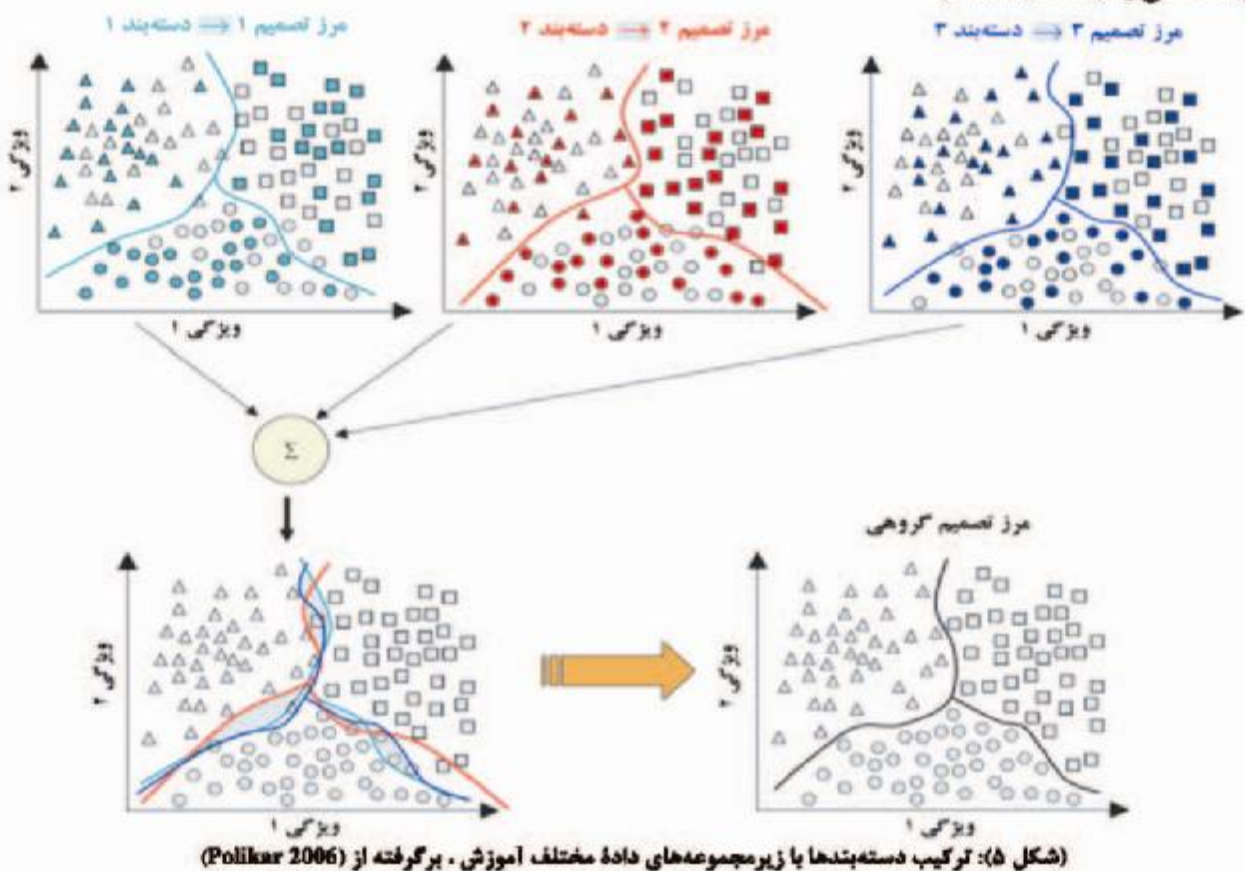 دسته‌بند ۱ ⇒ مرز تصمیم ۱
دسته‌بند ۲ ⇒ مرز تصمیم ۲
دسته‌بند ۳ ⇒ مرز تصمیم ۳
ویژگی ۲
ویژگی ۱
ویژگی ۲
ویژگی ۱
ویژگی ۲
ویژگی ۱
Σ
مرز تصمیم گروهی
ویژگی ۲
ویژگی ۱
ویژگی ۲
ویژگی ۱
(شکل ۵): ترکیب دسته‌بندها با زیرمجموعه‌های دادهٔ مختلف آموزش ، برگرفته از (Polikar 2006)